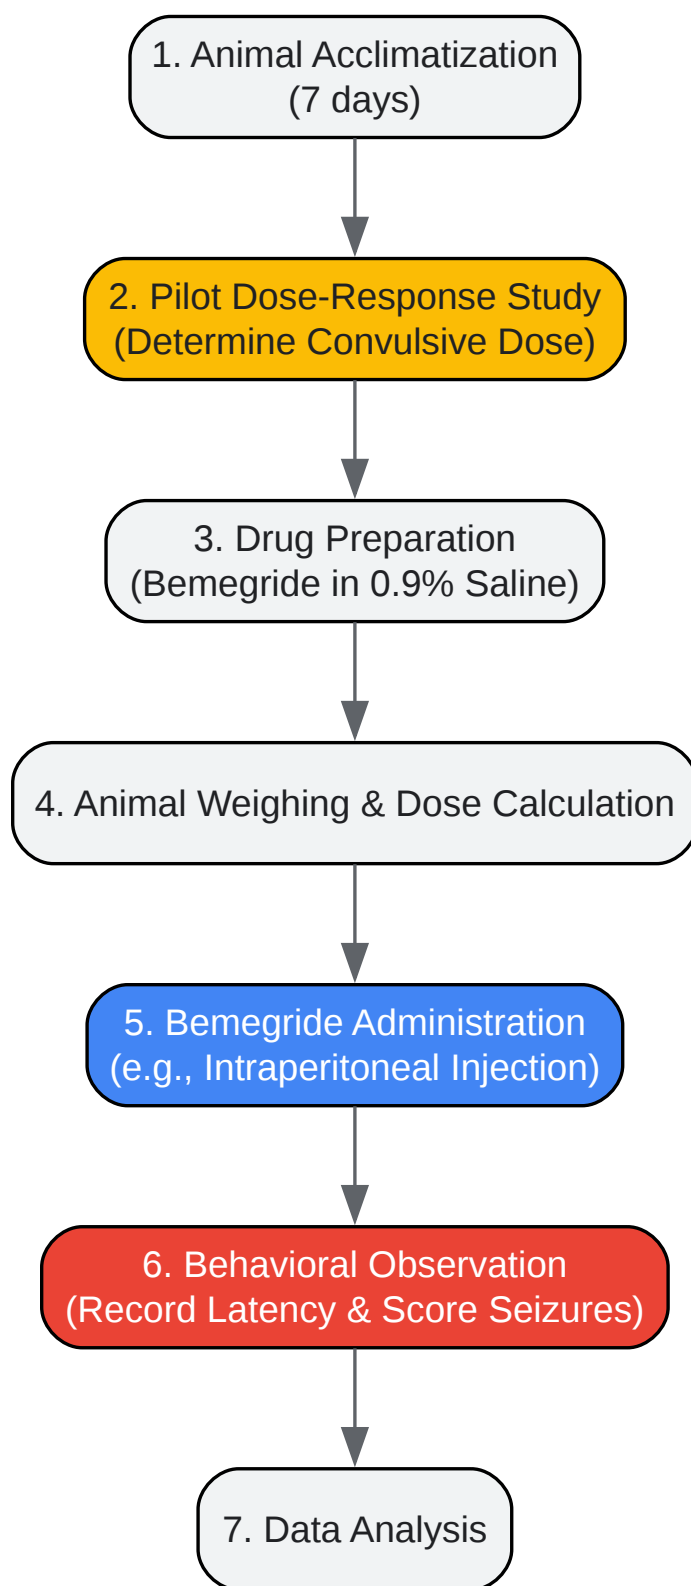 1. Animal Acclimatization
(7 days)
2. Pilot Dose-Response Study
(Determine Convulsive Dose)
3. Drug Preparation
(Bemegride in 0.9% Saline)
4. Animal Weighing & Dose Calculation
5. Bemegride Administration
(e.g., Intraperitoneal Injection)
6. Behavioral Observation
(Record Latency & Score Seizures)
7. Data Analysis